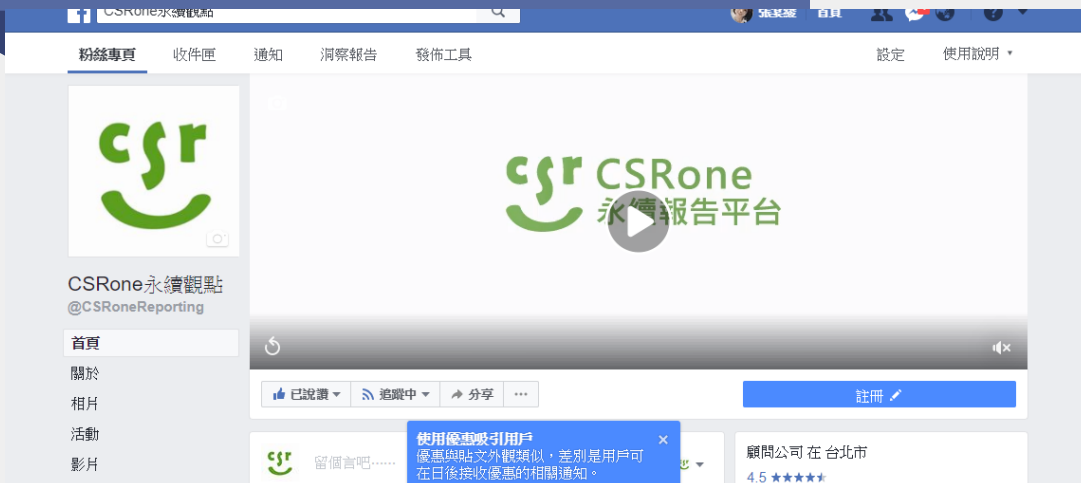 CSRone永續觀點
首頁
粉絲專頁 收件匣 通知 洞察報告 發佈工具 設定 使用說明
csr
csr CSRone
永續報告平台
CSRone永續觀點
@CSRoneReporting
首頁
關於
相片
活動
影片
已說讚 追蹤中 分享 ...
註冊
csr 留個言吧……
使用優惠吸引用戶
優惠與貼文外觀類似，差別是用戶可
在日後接收優惠的相關通知。
顧問公司 在 台北市
4.5 ★★★★★